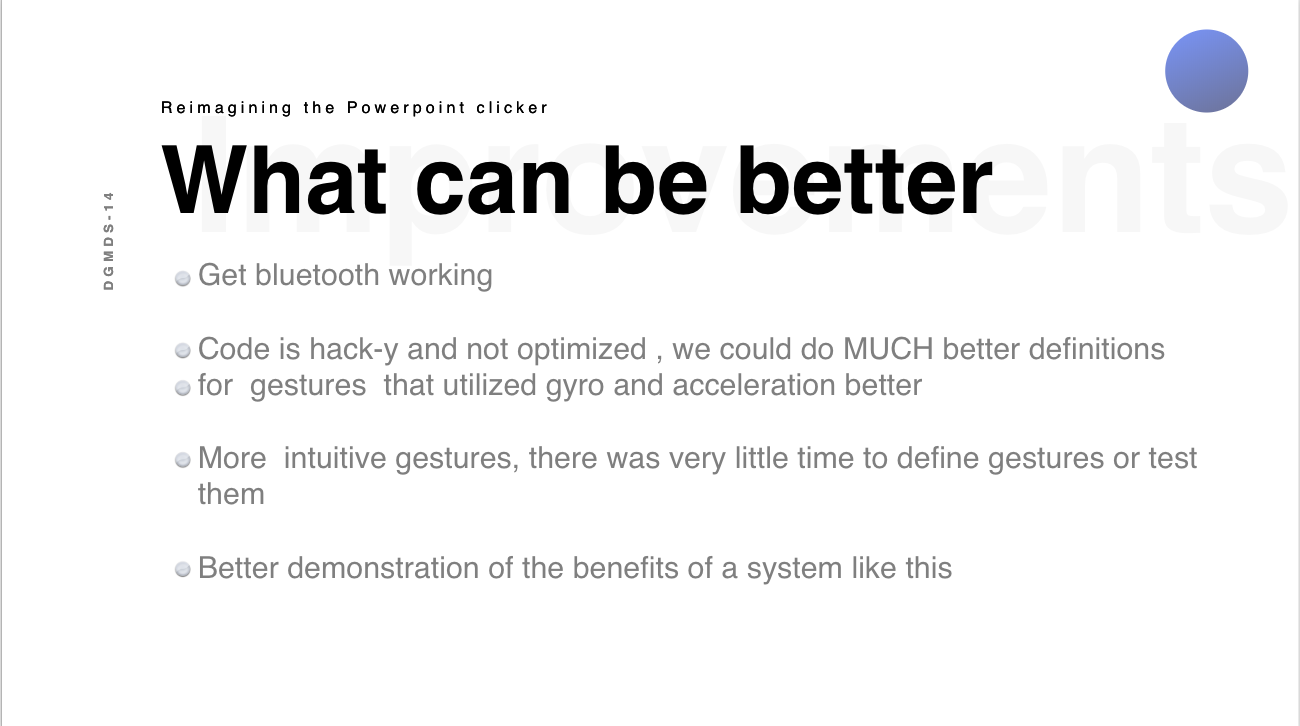 Reimagining the Powerpoint clicker
Improvements
What can be better
DGMDS-14
Get bluetooth working
Code is hack-y and not optimized , we could do MUCH better definitions
for  gestures  that utilized gyro and acceleration better
More  intuitive gestures, there was very little time to define gestures or test
them
Better demonstration of the benefits of a system like this